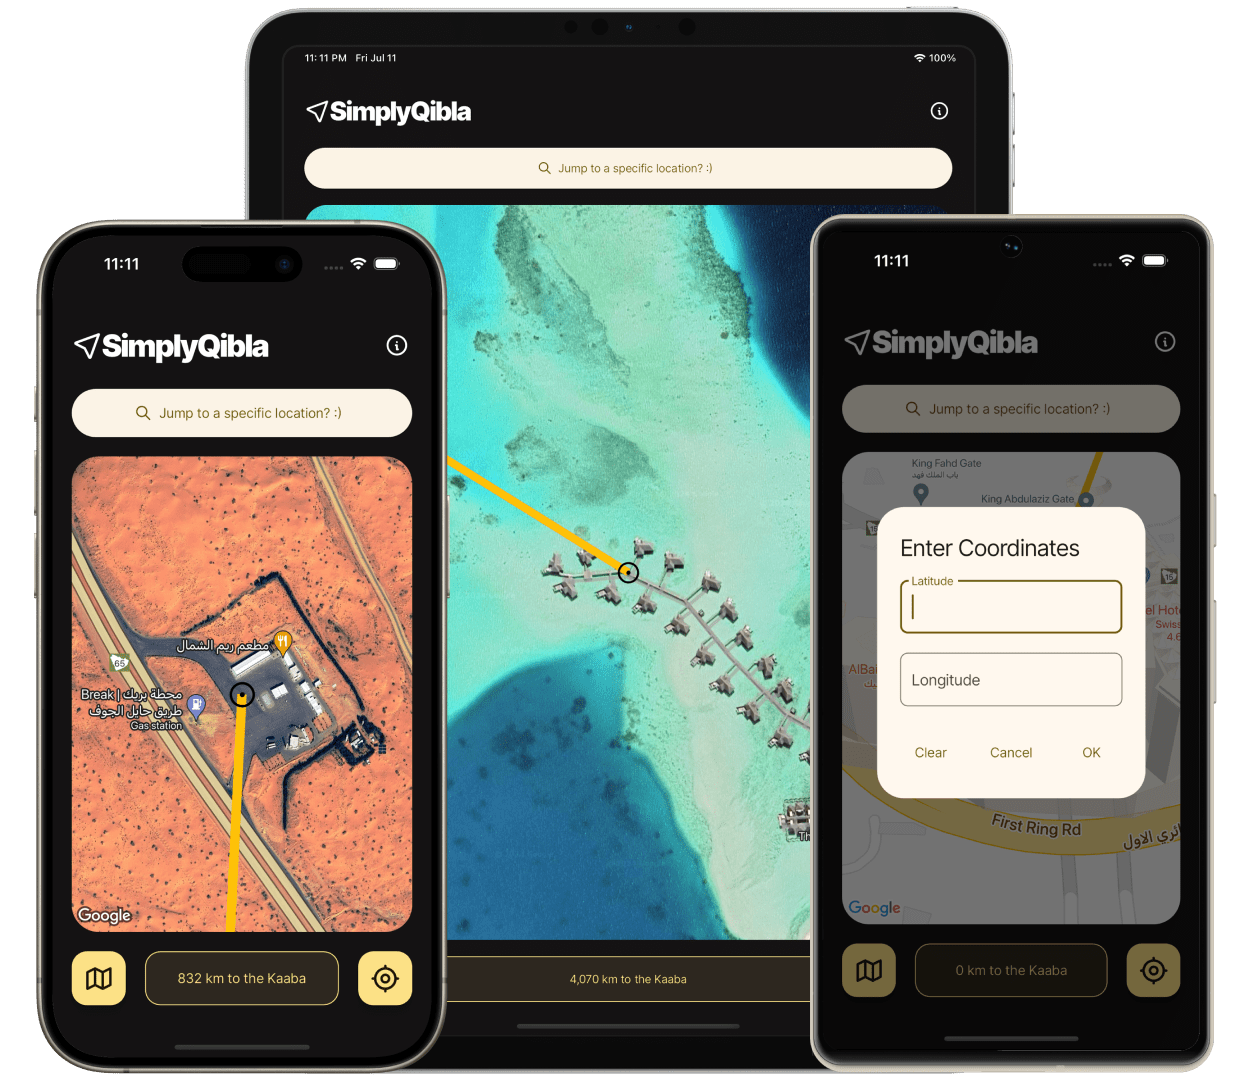 11:11 PM Fri Jul 11
100%
SimplyQibla
Jump to a specific location? :)
4,070 km to the Kaaba
11:11
SimplyQibla
Jump to a specific location? :)
65
مطعم ريم الشمال
Break | محطة بريك
طريق حايل الجوف
Gas station
Google
832 km to the Kaaba
11:11
SimplyQibla
Jump to a specific location? :)
King Fahd Gate
باب الملك فهد
King Abdulaziz Gate
15
15
Enter Coordinates
Latitude
Longitude
Clear Cancel OK
First Ring Rd
Google
0 km to the Kaaba